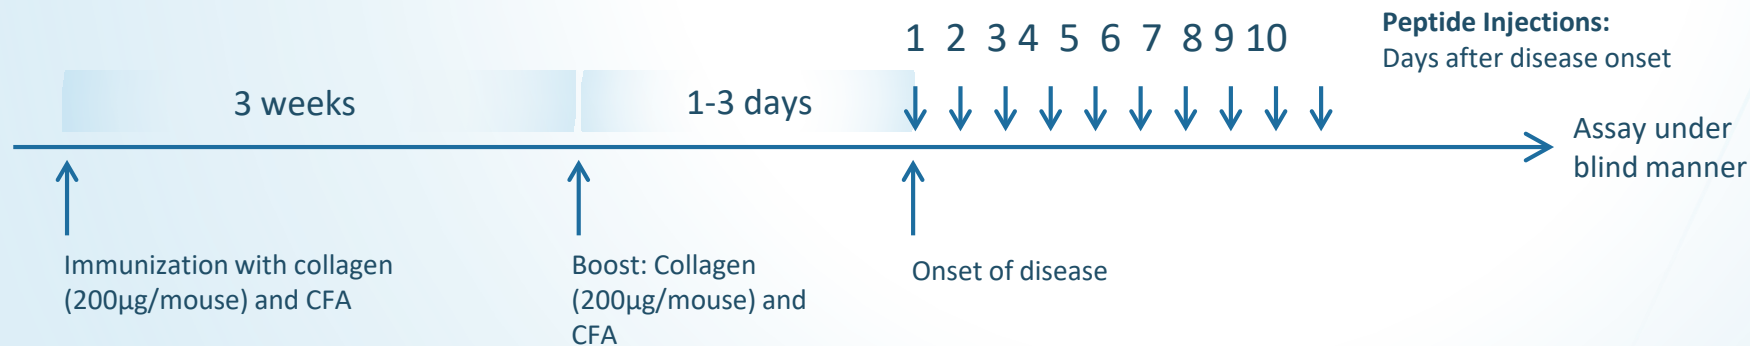 1 2 3 4 5 6 7 8 9 10
Peptide Injections:
Days after disease onset
3 weeks
1-3 days
Assay under
blind manner
Immunization with collagen
(200µg/mouse) and CFA
Boost: Collagen
(200µg/mouse) and
CFA
Onset of disease